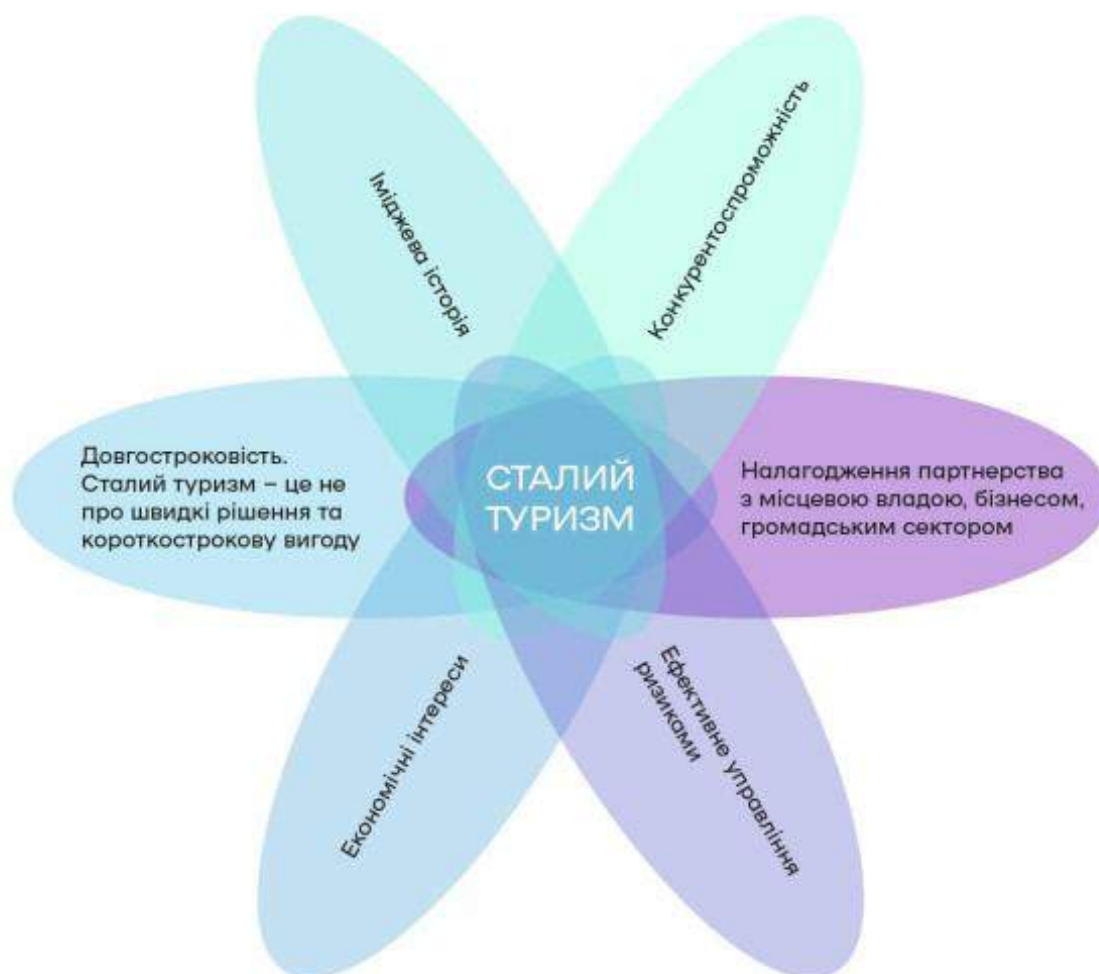 Іміджева історія
Конкурентоспроможність
Довгостроковість.
Сталий туризм – це не
про швидкі рішення та
короткострокову вигоду
СТАЛИЙ
ТУРИЗМ
Налагодження партнерства
з місцевою владою, бізнесом,
громадським сектором
Економічні інтереси
Ефективне управління
ризиками